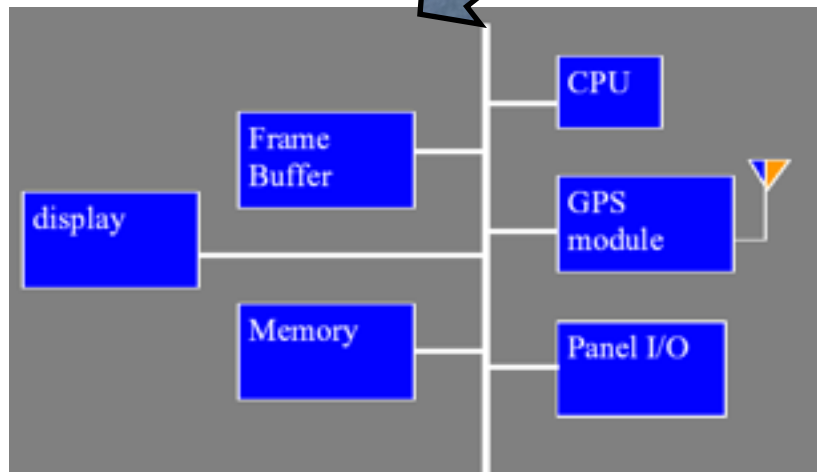 CPU
Frame
Buffer
GPS
module
display
Memory
Panel I/O